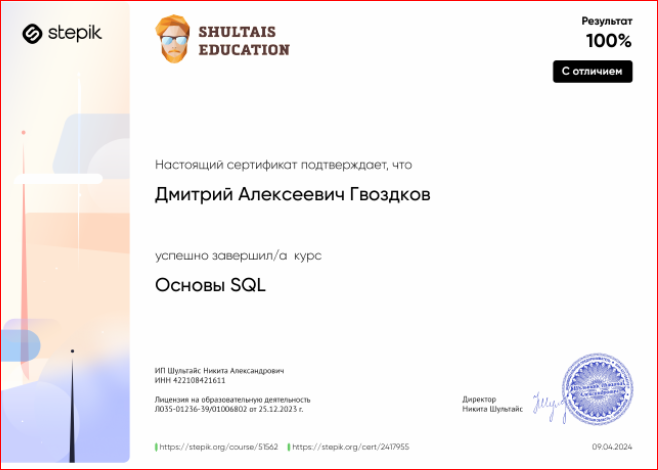 stepik
SHULTAIS
EDUCATION
Результат
100%
С отличием
Настоящий сертификат подтверждает, что
Дмитрий Алексеевич Гвоздков
успешно завершил/а курс
Основы SQL
ИП Шультайс Никита Александрович
ИНН 422108421611
Лицензия на образовательную деятельность
Л035-01236-39/01006802 от 25.12.2023 г.
Директор
Никита Шультайс
https://stepik.org/course/51562
https://stepik.org/cert/2417955
09.04.2024